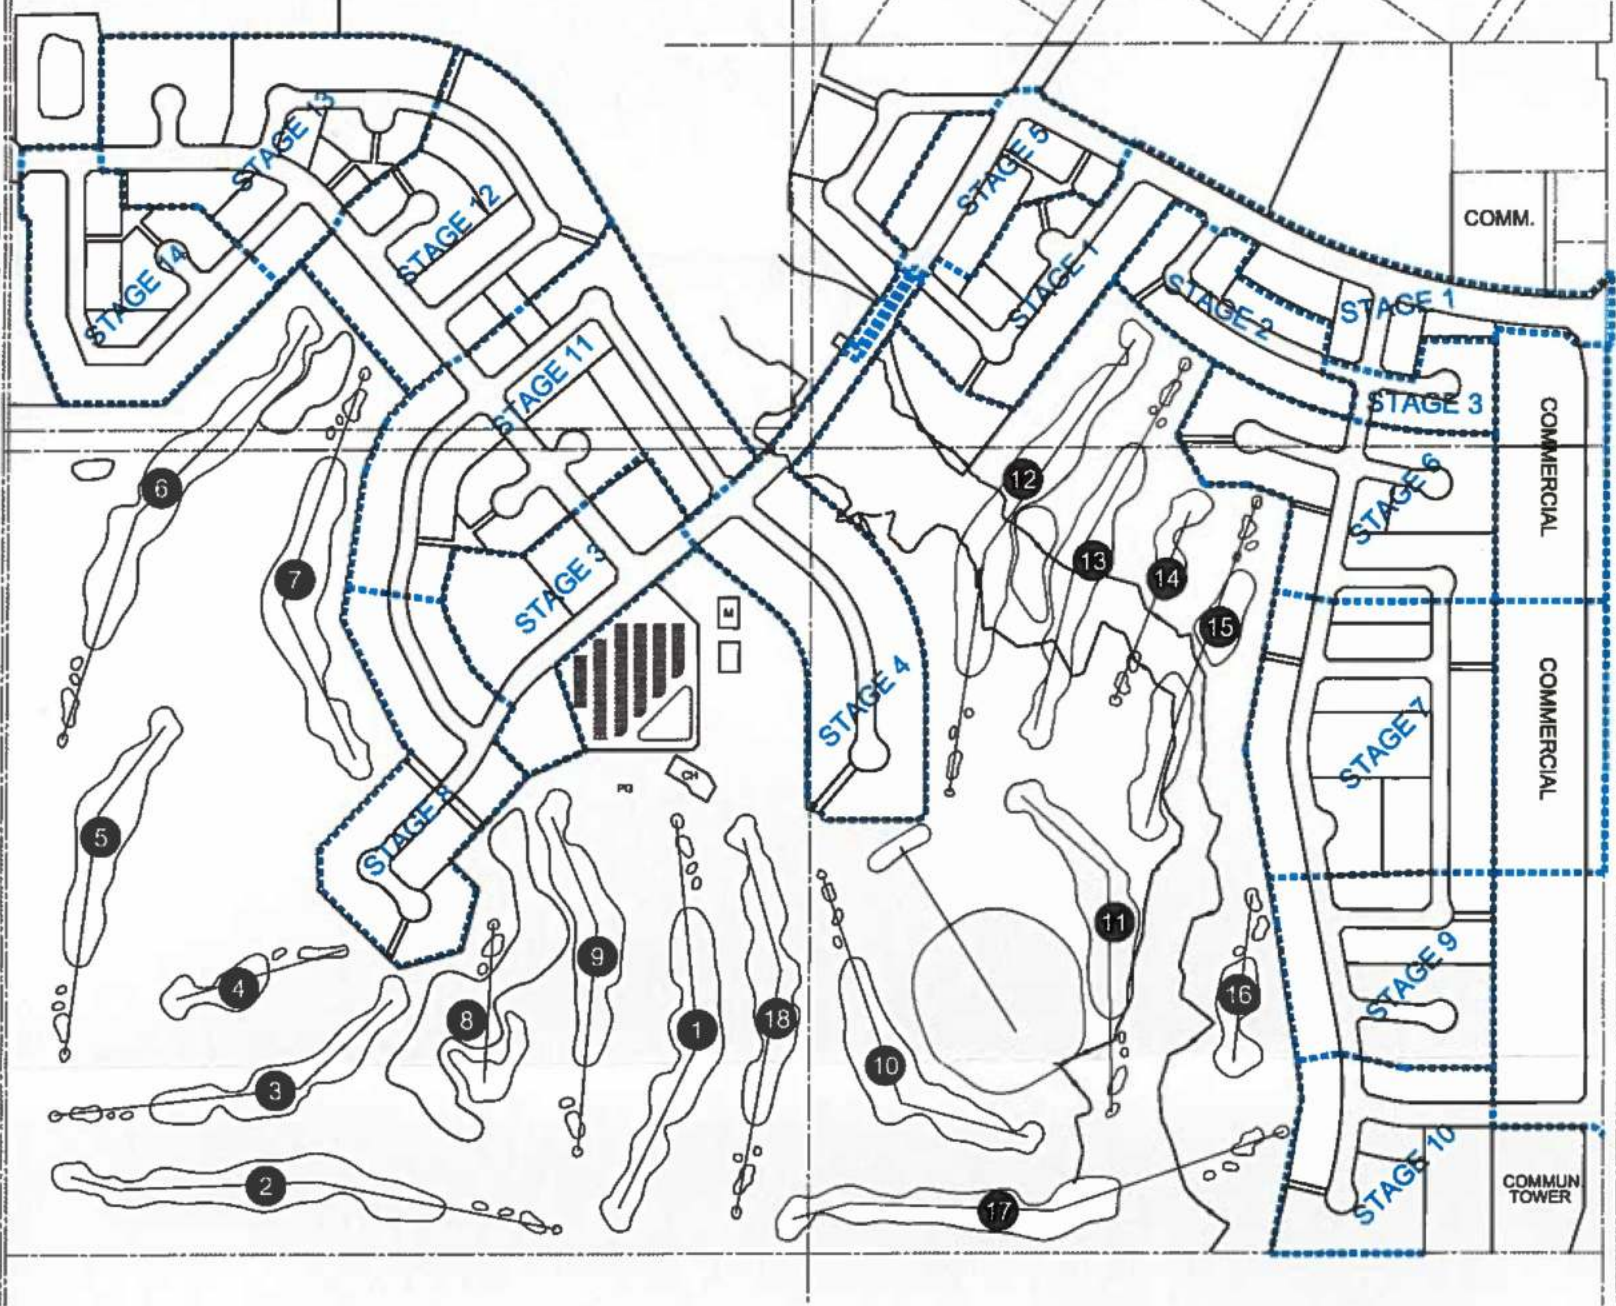 STAGE 13
STAGE 12
STAGE 14
STAGE 11
STAGE 5
STAGE 1
STAGE 2
STAGE 1
STAGE 3
COMM.
COMMERCIAL
STAGE 6
6
7
12
13
14
15
STAGE 3
M
STAGE 4
STAGE 7
COMMERCIAL
CH
PG
5
STAGE 8
4
8
9
1
18
10
11
16
STAGE 9
3
2
17
STAGE 10
COMMUN.
TOWER